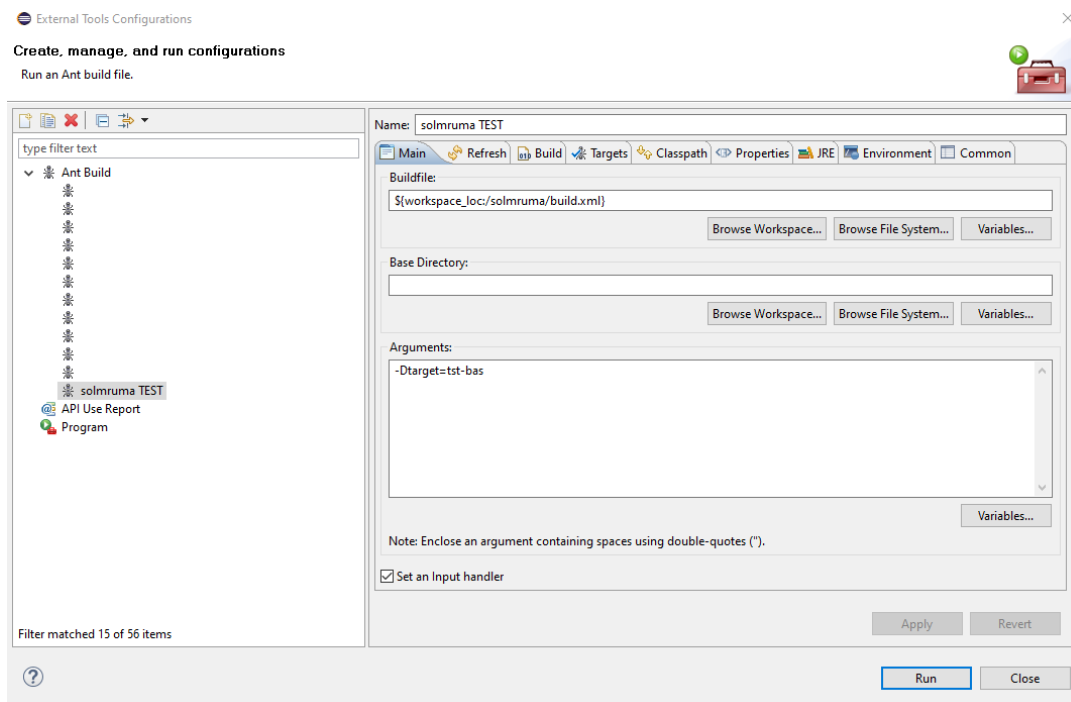 External Tools Configurations
Create, manage, and run configurations
Run an Ant build file.
type filter text
Ant Build
solmruma TEST
API Use Report
Program
Filter matched 15 of 56 items
Name: solmruma TEST
Main Refresh Build Targets Classpath Properties JRE Environment Common
Buildfile:
${workspace_loc:/solmruma/build.xml}
Browse Workspace... Browse File System... Variables...
Base Directory:
Browse Workspace... Browse File System... Variables...
Arguments:
-Dtarget=tst-bas
Variables...
Note: Enclose an argument containing spaces using double-quotes (").
Set an Input handler
Apply Revert
Run Close